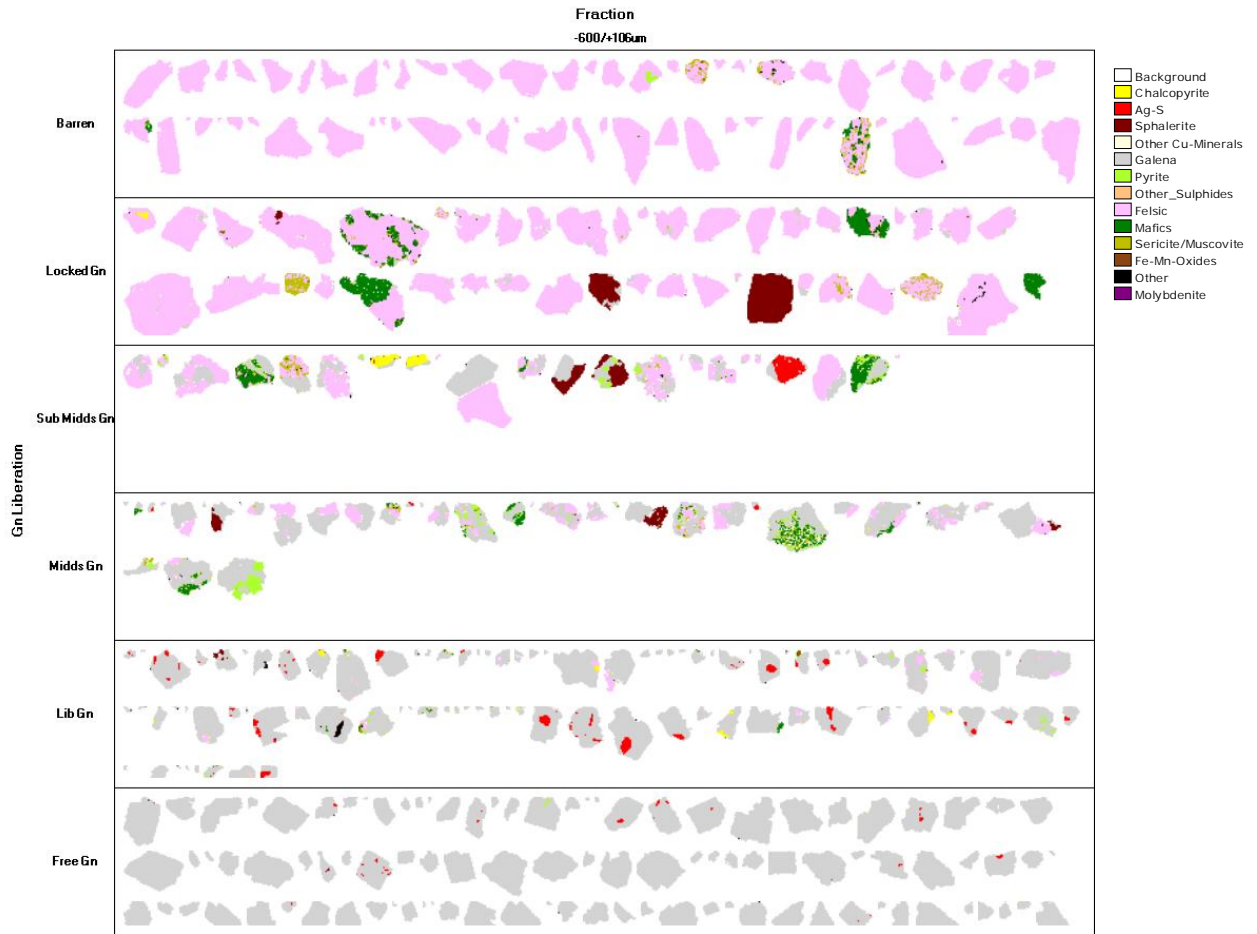 Fraction
-600/+106um
Barren
Locked Gn
Sub Midds Gn
Midds Gn
Lib Gn
Free Gn
Gn Liberation
Background
Chalcopyrite
Ag-S
Sphalerite
Other Cu-Minerals
Galena
Pyrite
Other_Sulphides
Felsic
Mafics
Sericite/Muscovite
Fe-Mn-Oxides
Other
Molybdenite